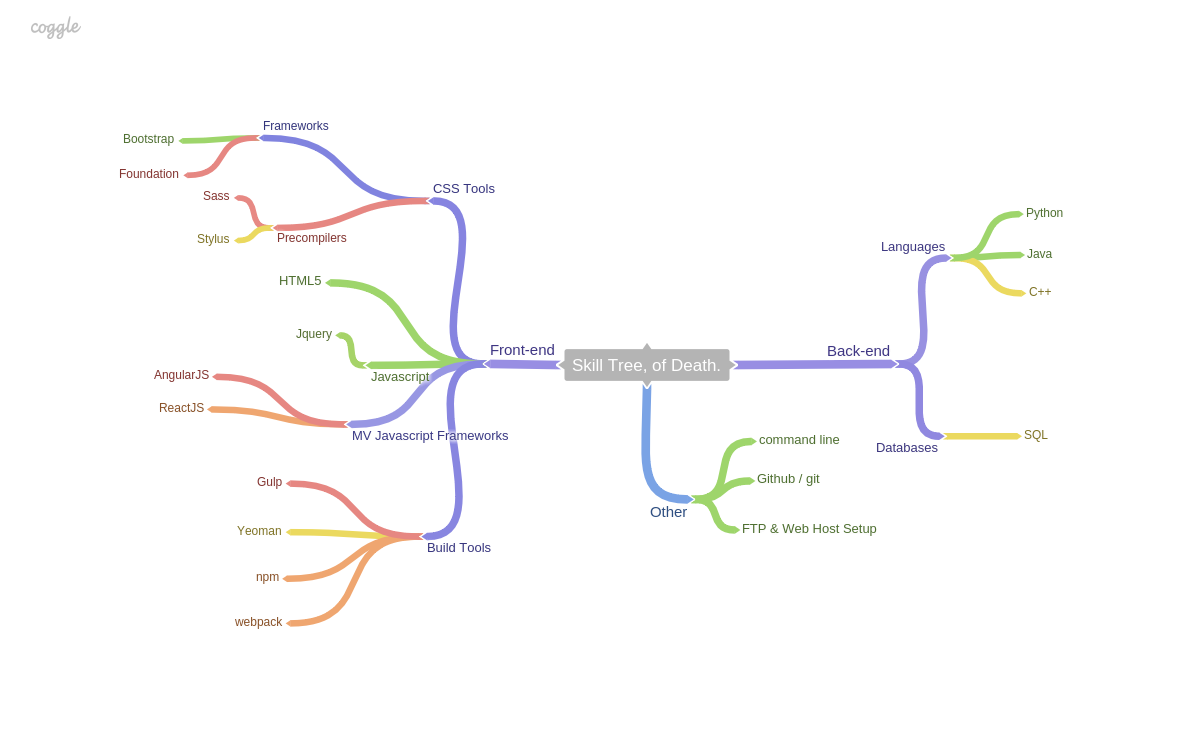 coggle
Frameworks
Bootstrap
Foundation
CSS Tools
Sass
Stylus
Precompilers
HTML5
Jquery
Javascript
Front-end
AngularJS
ReactJS
MV Javascript Frameworks
Gulp
Yeoman
npm
webpack
Build Tools
Skill Tree, of Death.
Back-end
Languages
Python
Java
C++
Databases
SQL
Other
command line
Github / git
FTP & Web Host Setup